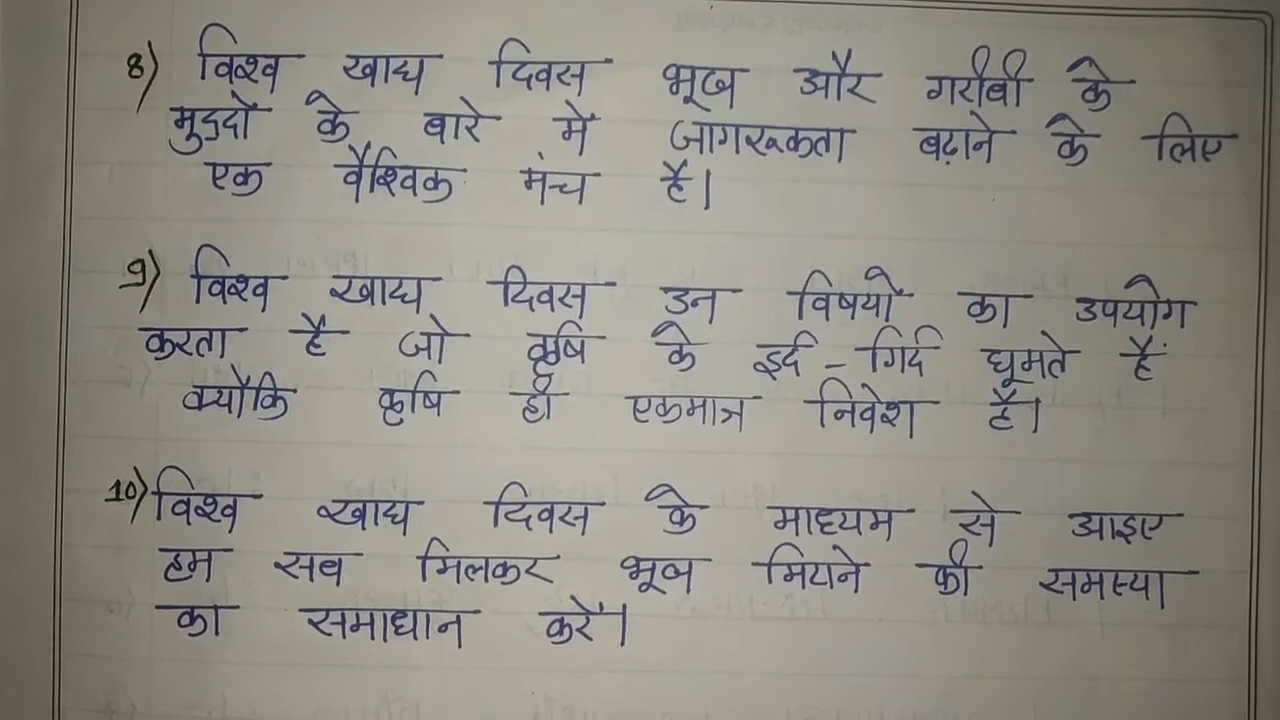 8) विश्व खाद्य दिवस भूख और गरीबी के
मुद्दों के बारे में जागरूकता बढ़ाने के लिए
एक वैश्विक मंच है।
9) विश्व खाद्य दिवस उन विषयों का उपयोग
करता है जो कृषि के इर्द - गिर्द घूमते हैं
क्योंकि कृषि ही एकमात्र निवेश है।
10) विश्व खाद्य दिवस के माध्यम से आइए
हम सब मिलकर भूख मिटाने की समस्या
का समाधान करें।